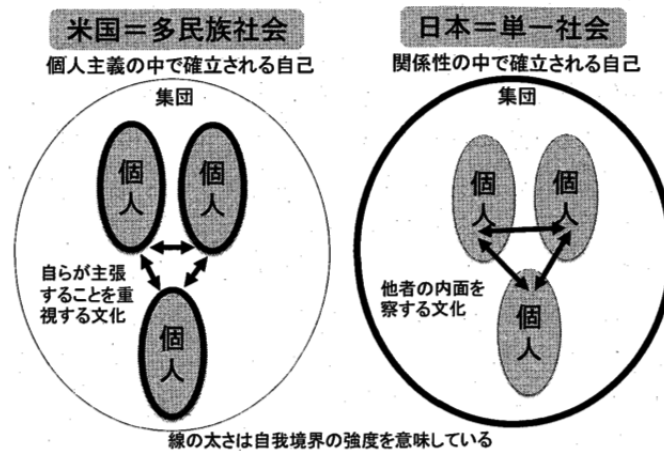 米国＝多民族社会
個人主義の中で確立される自己
集団
個人
個人
自らが主張
することを重
視する文化
個人
日本＝単一社会
関係性の中で確立される自己
集団
個人
個人
他者の内面を
察する文化
個人
線の太さは自我境界の強度を意味している